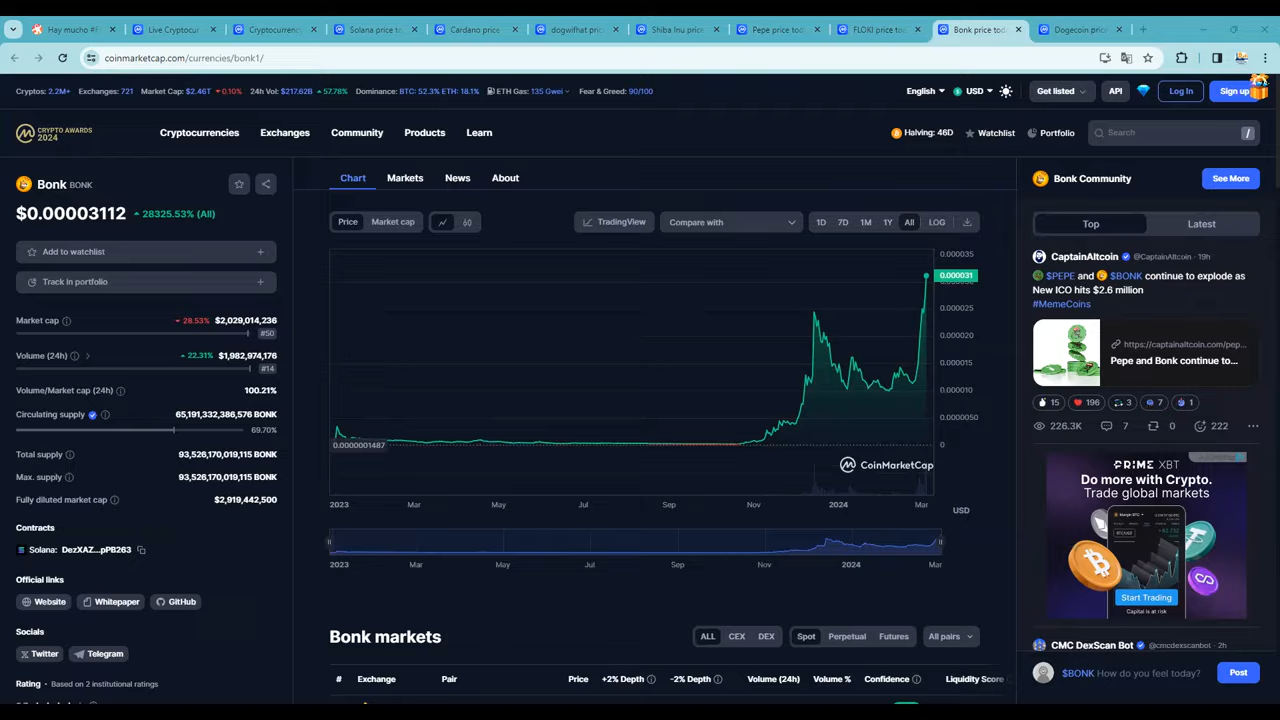 Hay mucho #F
Live Cryptocur
Cryptocurrency
Solana price to
Cardano price
dogwifhat pric
Shiba Inu price
Pepe price tod
FLOKI price toc
Bonk price tod
Dogecoin price
coinmarketcap.com/currencies/bonk1/
Cryptos: 2.2M+ Exchanges: 721 Market Cap: $2.46T 0.10% 24h Vol: $217.62B 57.78% Dominance: BTC: 52.3% ETH: 18.1% ETH Gas: 135 Gwei Fear & Greed: 90/100
English USD Get listed API Log In Sign up
CRYPTO AWARDS
2024
Cryptocurrencies Exchanges Community Products Learn
Halving: 46D Watchlist Portfolio Search /
Bonk BONK
$0.00003112 28325.53% (All)
Add to watchlist +
Track in portfolio +
Market cap 28.53% $2,029,014,236
#50
Volume (24h) 22.31% $1,982,974,176
#14
Volume/Market cap (24h) 100.21%
Circulating supply 65,191,332,386,576 BONK
69.70%
Total supply 93,526,170,019,115 BONK
Max. supply 93,526,170,019,115 BONK
Fully diluted market cap $2,919,442,500
Contracts
Solana: DezXAZ...pPB263
Official links
Website Whitepaper GitHub
Socials
Twitter Telegram
Rating · Based on 2 institutional ratings
Chart Markets News About
Price Market cap TradingView Compare with 1D 7D 1M 1Y All LOG
0.000035
0.000031
0.000025
0.000020
0.000015
0.000010
0.0000050
0
0.0000001487
CoinMarketCap
2023 Mar May Jul Sep Nov 2024 Mar
USD
2023 Mar May Jul Sep Nov 2024 Mar
Bonk markets
ALL CEX DEX Spot Perpetual Futures All pairs
# Exchange Pair Price +2% Depth -2% Depth Volume (24h) Volume % Confidence Liquidity Score
Bonk Community See More
Top Latest
CaptainAltcoin @CaptainAltcoin · 19h
$PEPE and $BONK continue to explode as
New ICO hits $2.6 million
#MemeCoins
https://captainaltcoin.com/pep...
Pepe and Bonk continue to...
15 196 3 7 1
226.3K 7 0 222
PRIME XBT
Do more with Crypto.
Trade global markets
Start Trading
Capital is at risk
CMC DexScan Bot @cmcdexscanbot · 2h
$BONK How do you feel today? Post